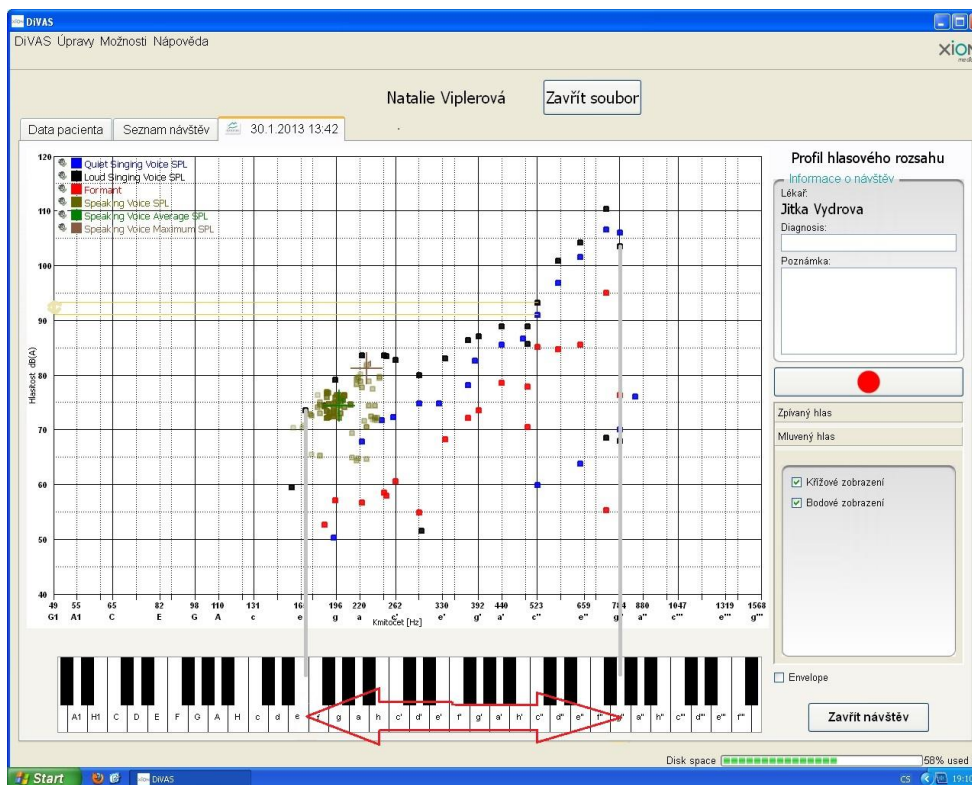 DiVAS
DiVAS Úpravy Možnosti Nápověda
xion
Natalie Viplerová
Zavřít soubor
Data pacienta
Seznam návštěv
30.1.2013 13:42
120
110
100
90
80
70
60
50
40
Hlasitost dB(A)
Quiet Singing Voice SPL
Loud Singing Voice SPL
Formant
Speaking Voice SPL
Speaking Voice Average SPL
Speaking Voice Maximum SPL
49 55 65 82 98 110 131 16 196 220 262 330 392 440 523 659 784 880 1047 1319 1568
G1 A1 C E G A c e g a c' e' g' a' c'' e'' g'' a'' c''' e''' g'''
Kmitočet [Hz]
A1 H1 C D E F G A H c d e f g a h c' d' e' f' g' a' h' c'' d'' e'' f'' g'' a'' h'' c''' d''' e''' f'''
Profil hlasového rozsahu
Informace o návštěv
Lékař:
Jitka Vydrova
Diagnosis:
Poznámka:
Zpívaný hlas
Mluvený hlas
Křížové zobrazení
Bodové zobrazení
Envelope
Zavřít návštěv
Disk space
58% used
Start
DiVAS
CS
19:10